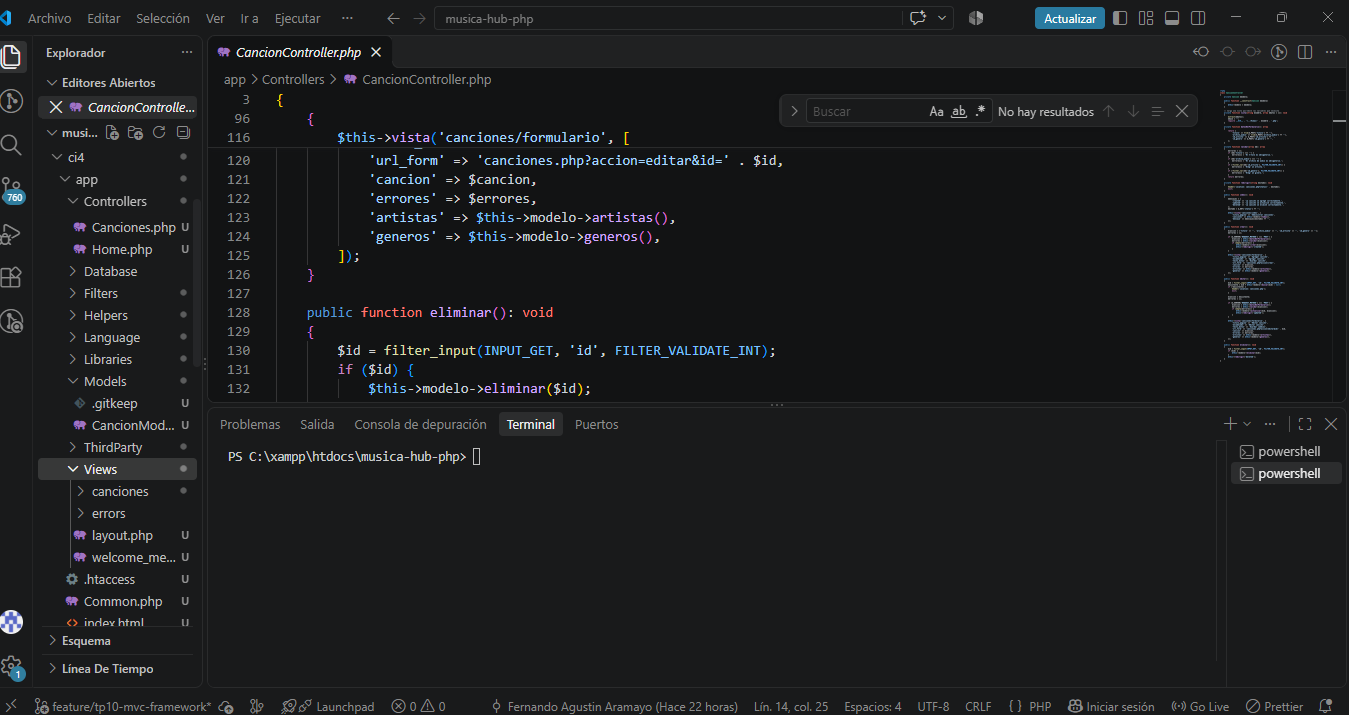 Archivo Editar Selección Ver Ir a Ejecutar ··· musica-hub-php Actualizar
Explorador ···
Editores Abiertos
CancionControlle...
musi...
ci4
app
Controllers
Canciones.php U
Home.php U
Database
Filters
Helpers
Language
Libraries
Models
.gitkeep U
CancionMod... U
ThirdParty
Views
canciones
errors
layout.php U
welcome_me... U
.htaccess U
Common.php U
index.html U
Esquema
Línea De Tiempo
760
1
CancionController.php
app > Controllers > CancionController.php
Buscar Aa ab .* No hay resultados
3 {
96 {
116 $this->vista('canciones/formulario', [
120 'url_form' => 'canciones.php?accion=editar&id=' . $id,
121 'cancion' => $cancion,
122 'errores' => $errores,
123 'artistas' => $this->modelo->artistas(),
124 'generos' => $this->modelo->generos(),
125 ]);
126 }
127
128 public function eliminar(): void
129 {
130 $id = filter_input(INPUT_GET, 'id', FILTER_VALIDATE_INT);
131 if ($id) {
132 $this->modelo->eliminar($id);
Problemas Salida Consola de depuración Terminal Puertos
PS C:\xampp\htdocs\musica-hub-php>
powershell
powershell
feature/tp10-mvc-framework* Launchpad 0 0 Fernando Agustin Aramayo (Hace 22 horas) Lín. 14, col. 25 Espacios: 4 UTF-8 CRLF { } PHP Iniciar sesión Go Live Prettier